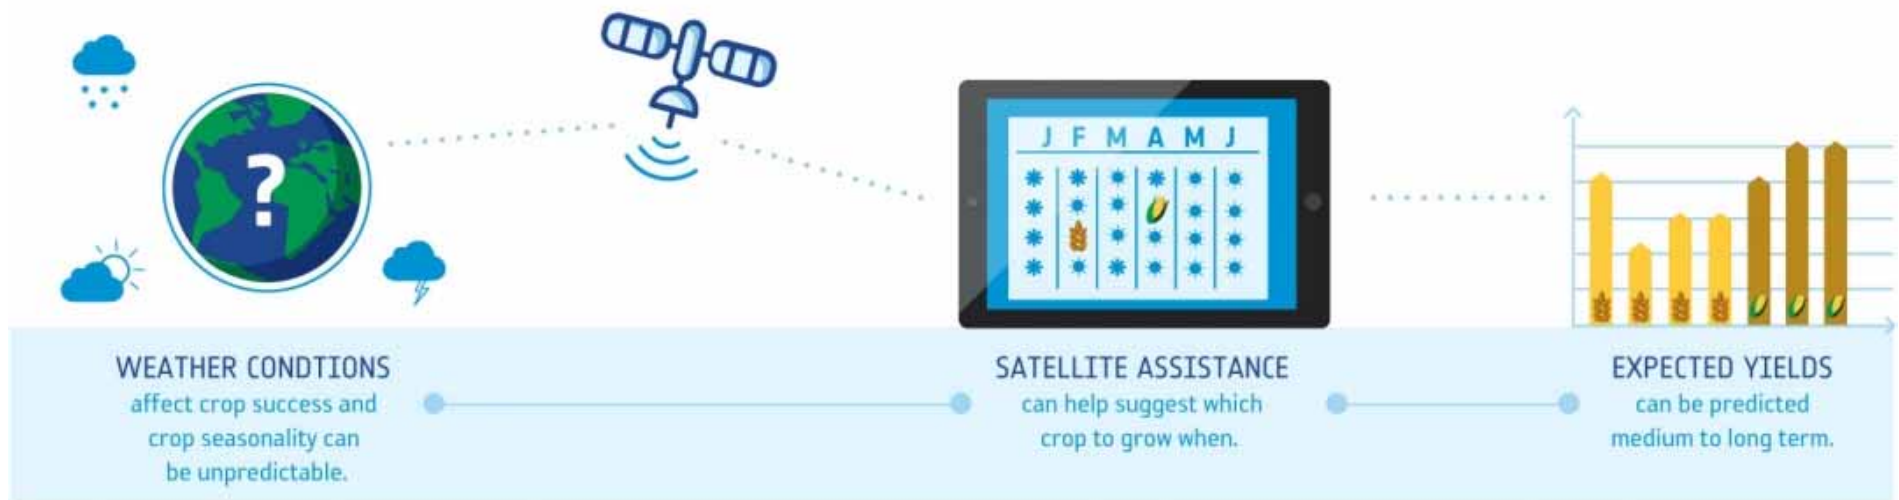 ?
J F M A M J
WEATHER CONDTIONS
affect crop success and
crop seasonality can
be unpredictable.
SATELLITE ASSISTANCE
can help suggest which
crop to grow when.
EXPECTED YIELDS
can be predicted
medium to long term.